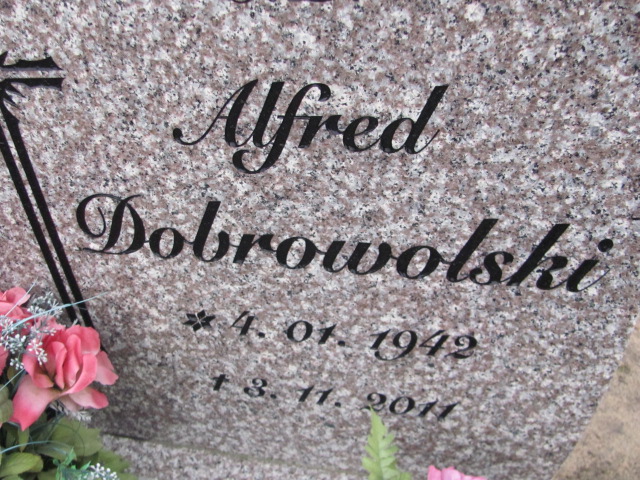 Alfred
Dobrowolski
* 4. 01. 1942
✝ 3. 11. 2011